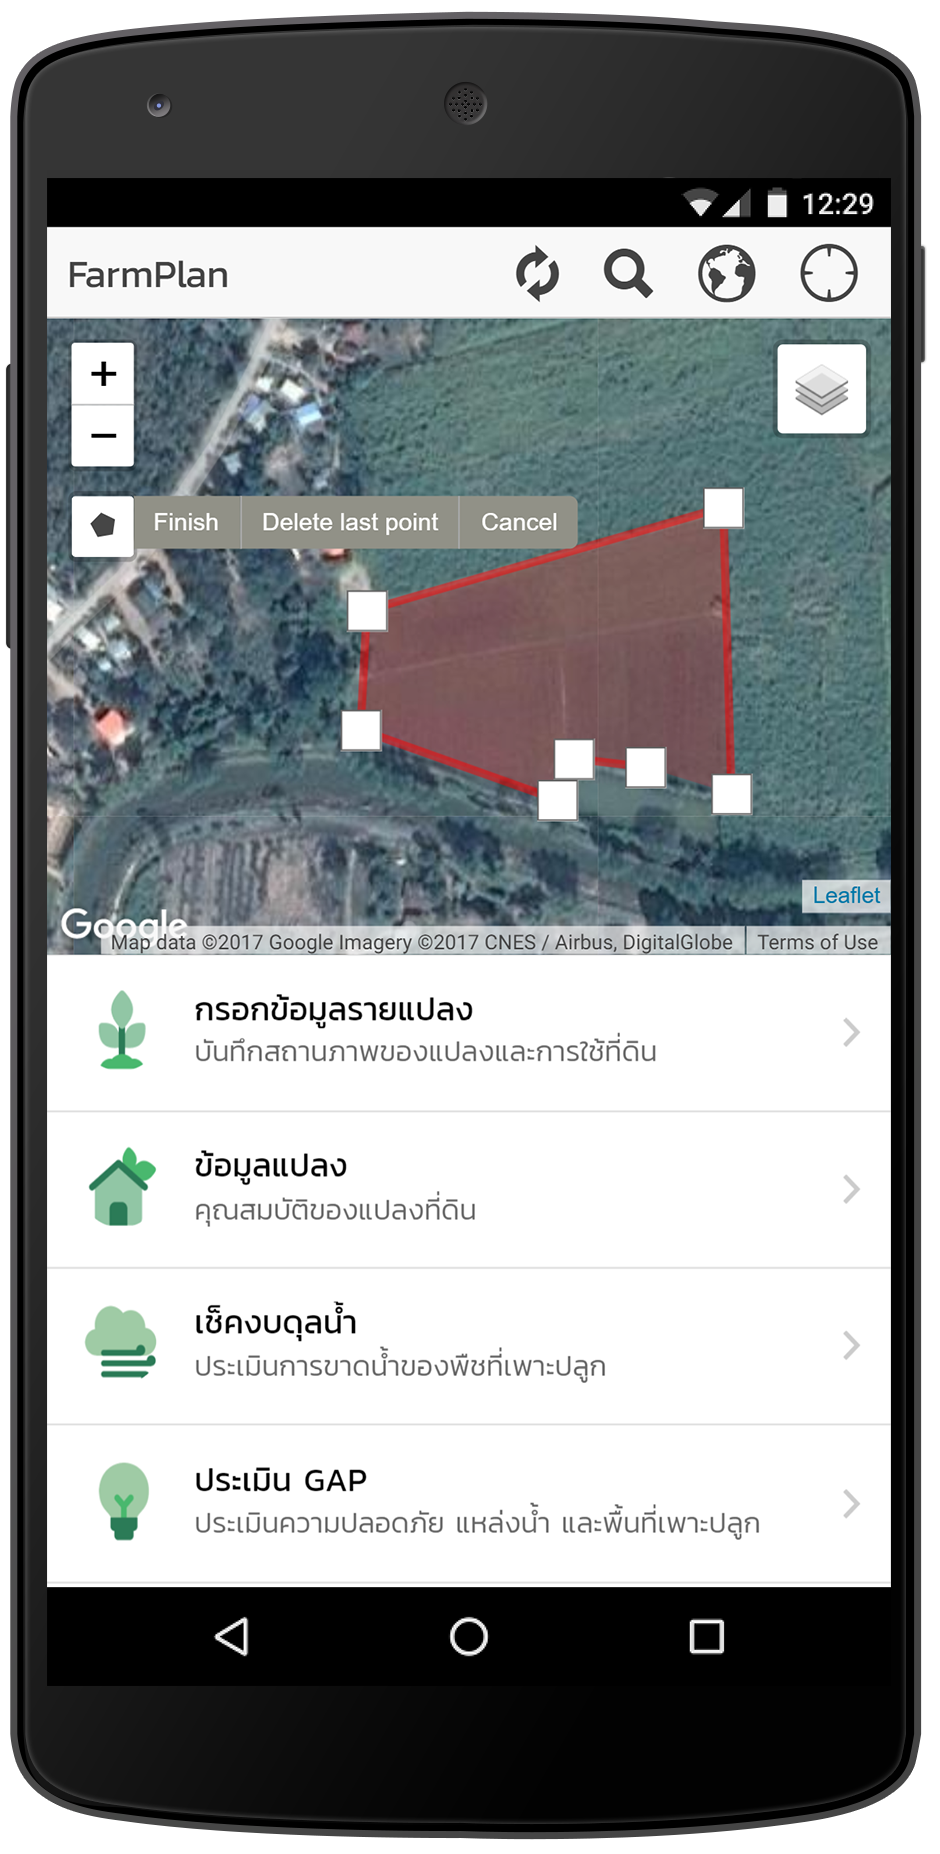 12:29
FarmPlan
+
−
Finish
Delete last point
Cancel
Leaflet
Google
Map data ©2017 Google Imagery ©2017 CNES / Airbus, DigitalGlobe
Terms of Use
กรอกข้อมูลรายแปลง
บันทึกสถานภาพของแปลงและการใช้ที่ดิน
ข้อมูลแปลง
คุณสมบัติของแปลงที่ดิน
เช็คงบดุลน้ำ
ประเมินการขาดน้ำของพืชที่เพาะปลูก
ประเมิน GAP
ประเมินความปลอดภัย แหล่งน้ำ และพื้นที่เพาะปลูก